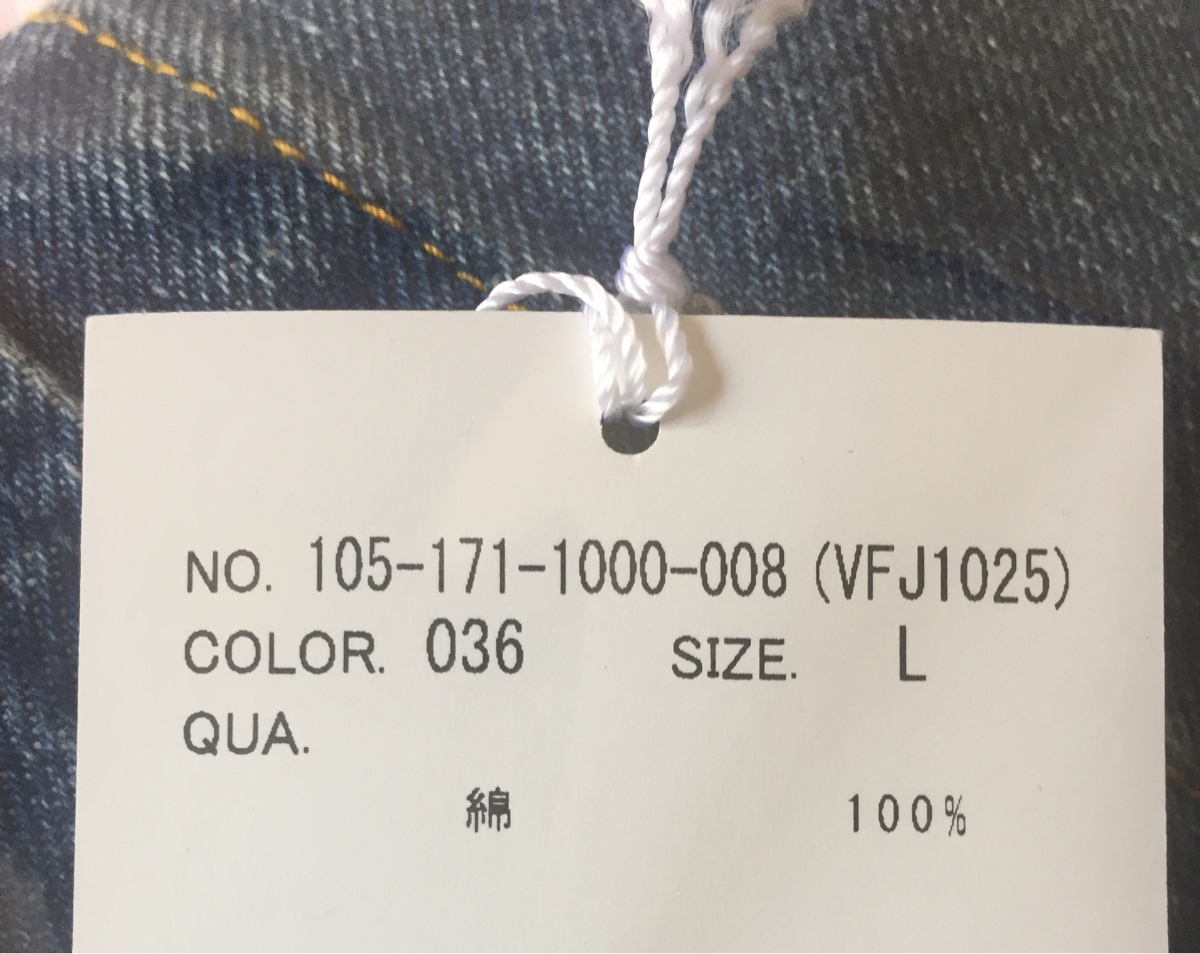 NO. 105-171-1000-008 (VFJ1025)
COLOR. 036 SIZE. L
QUA.
綿 100%